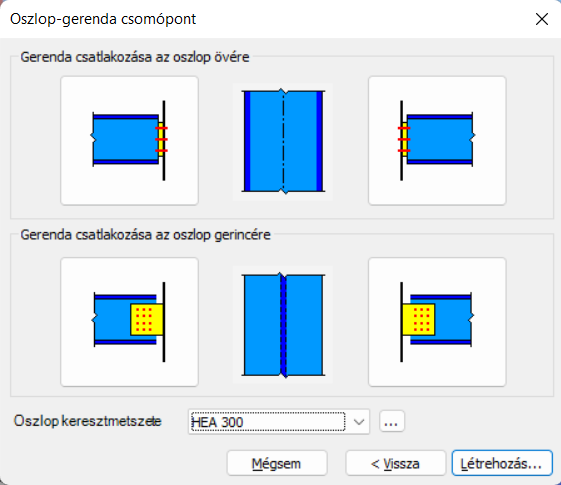 Oszlop-gerenda csomópont
Gerenda csatlakozása az oszlop övére
Gerenda csatlakozása az oszlop gerincére
Oszlop keresztmetszete HEA 300 ...
Mégsem < Vissza Létrehozás...